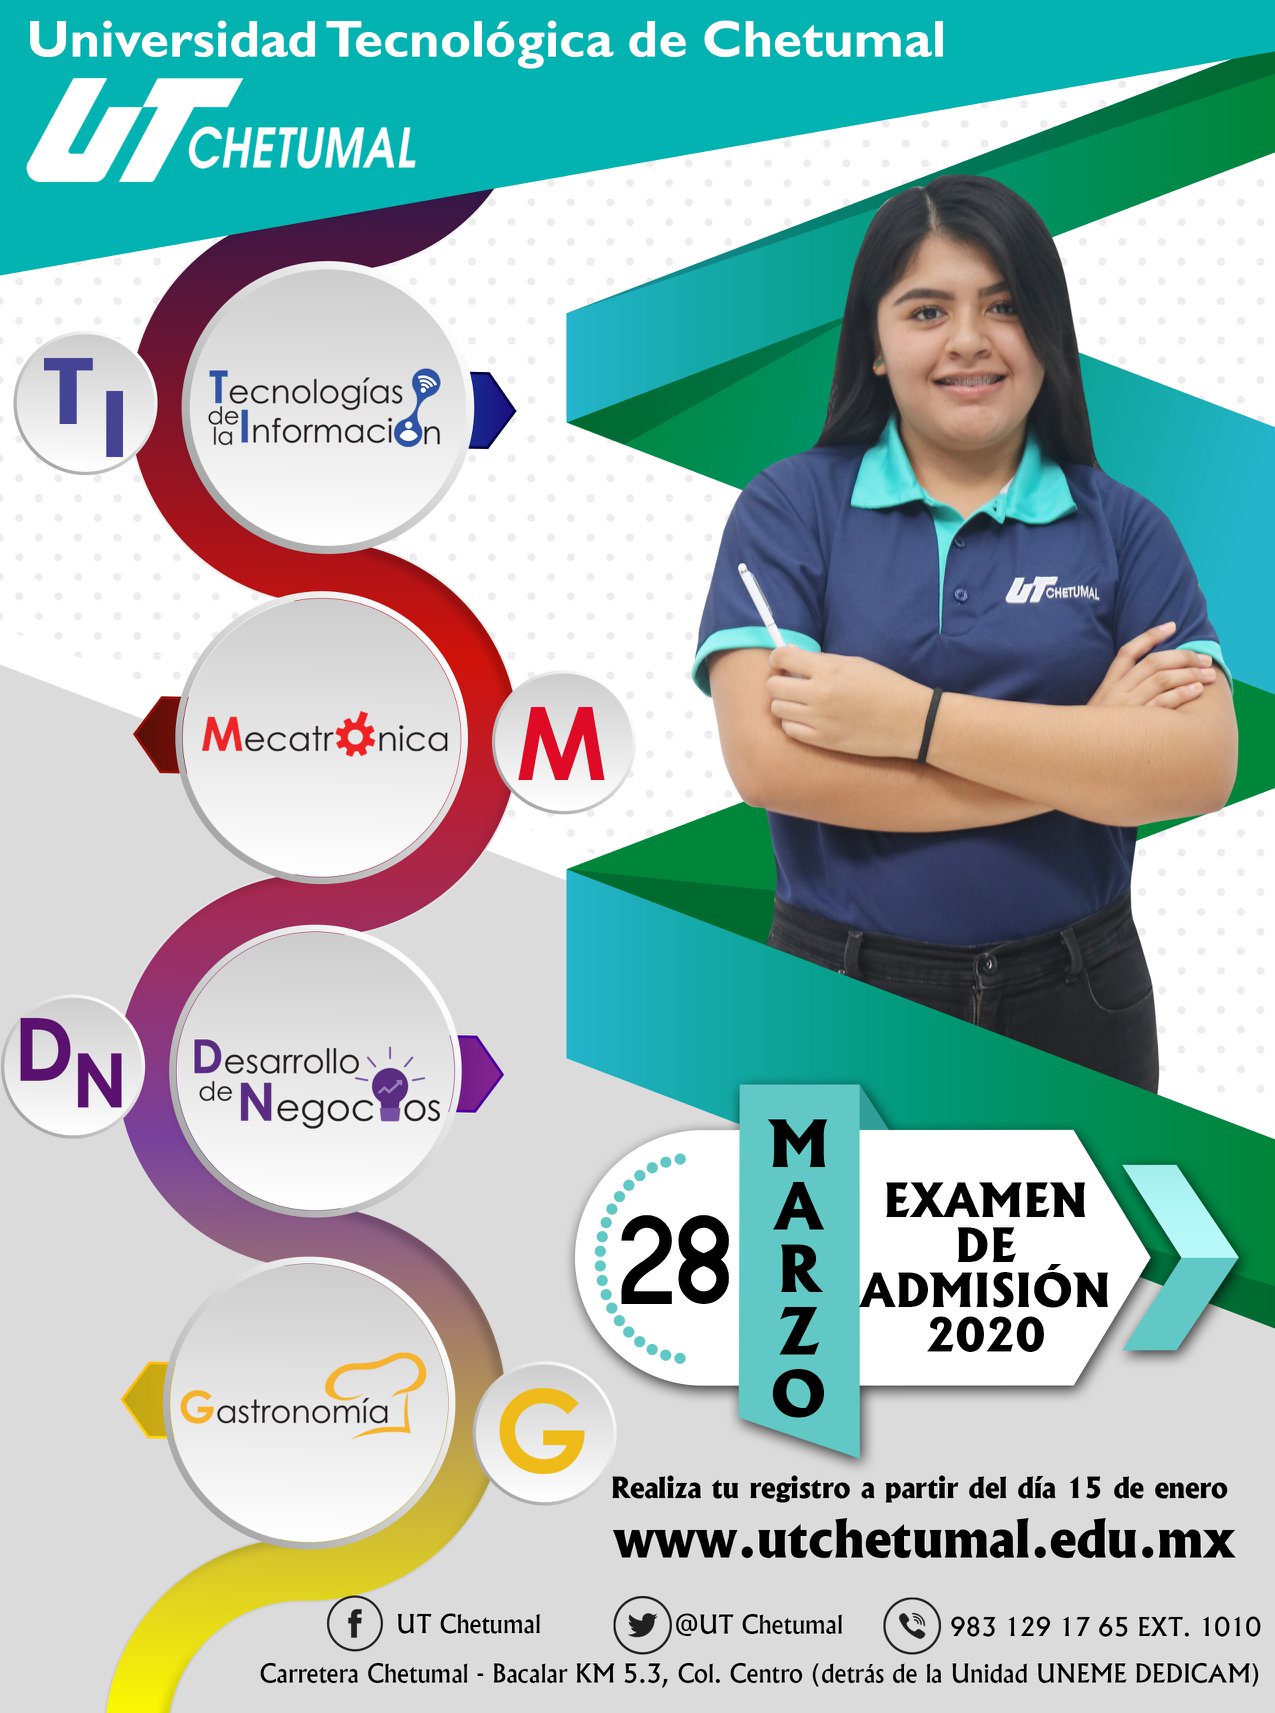 Universidad Tecnológica de Chetumal
UT CHETUMAL
T I
Tecnologías
de
la Información
Mecatrónica
M
D N
Desarrollo
de
Negocios
Gastronomía
G
UT CHETUMAL
28
MARZO
EXAMEN
DE
ADMISIÓN
2020
Realiza tu registro a partir del día 15 de enero
www.utchetumal.edu.mx
UT Chetumal
@UT Chetumal
983 129 17 65 EXT. 1010
Carretera Chetumal - Bacalar KM 5.3, Col. Centro (detrás de la Unidad UNEME DEDICAM)